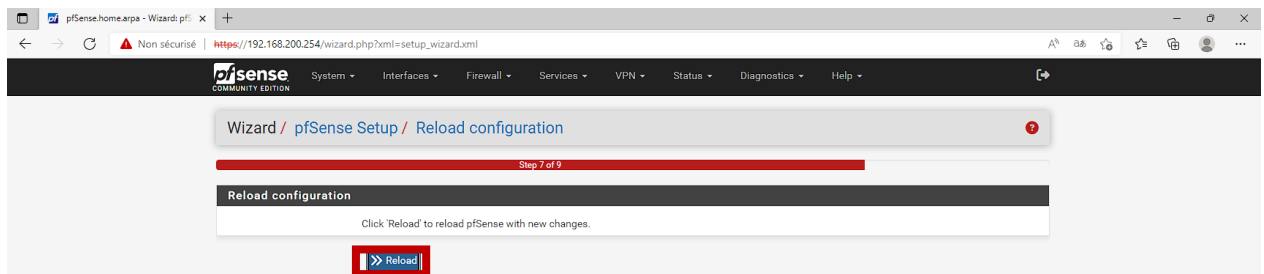 pfSense.home.arpa - Wizard: pfS
Non sécurisé | https://192.168.200.254/wizard.php?xml=setup_wizard.xml
pfsense System Interfaces Firewall Services VPN Status Diagnostics Help
COMMUNITY EDITION
Wizard / pfSense Setup / Reload configuration
Step 7 of 9
Reload configuration
Click 'Reload' to reload pfSense with new changes.
Reload